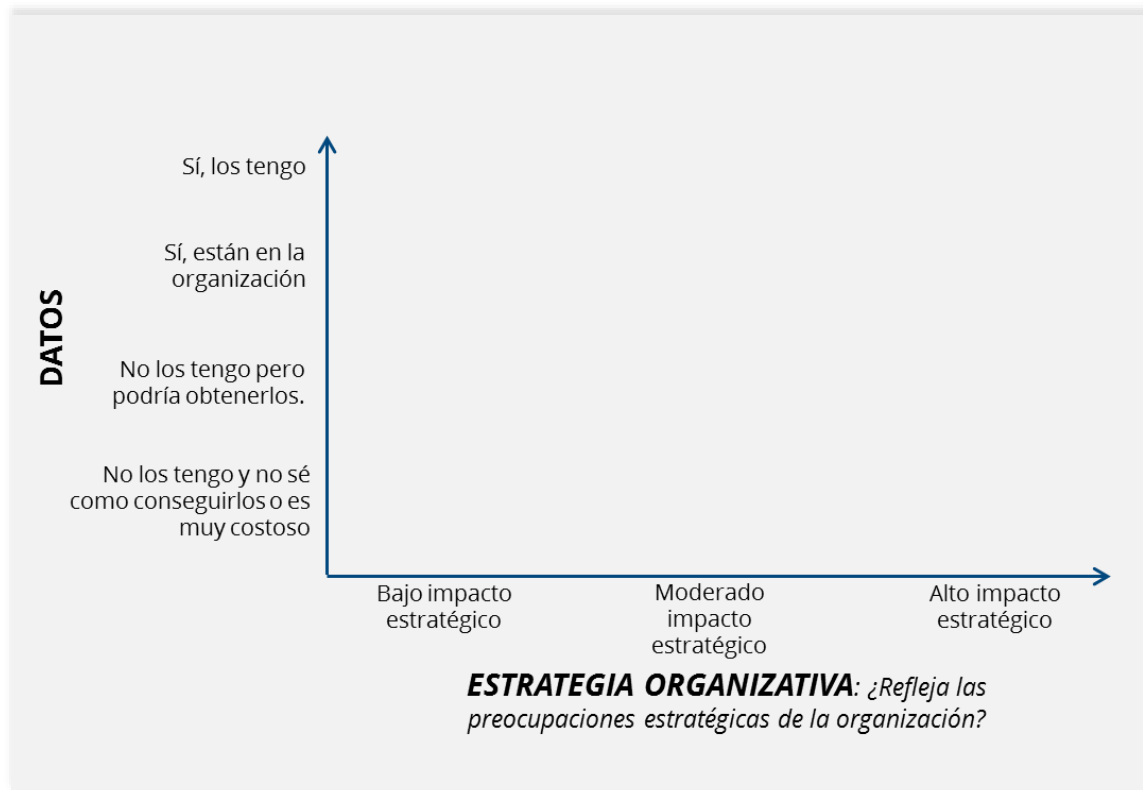 Sí, los tengo
Sí, están en la
organización
DATOS
No los tengo pero
podría obtenerlos.
No los tengo y no sé
como conseguirlos o es
muy costoso
Bajo impacto
estratégico
Moderado
impacto
estratégico
Alto impacto
estratégico
ESTRATEGIA ORGANIZATIVA: ¿Refleja las
preocupaciones estratégicas de la organización?